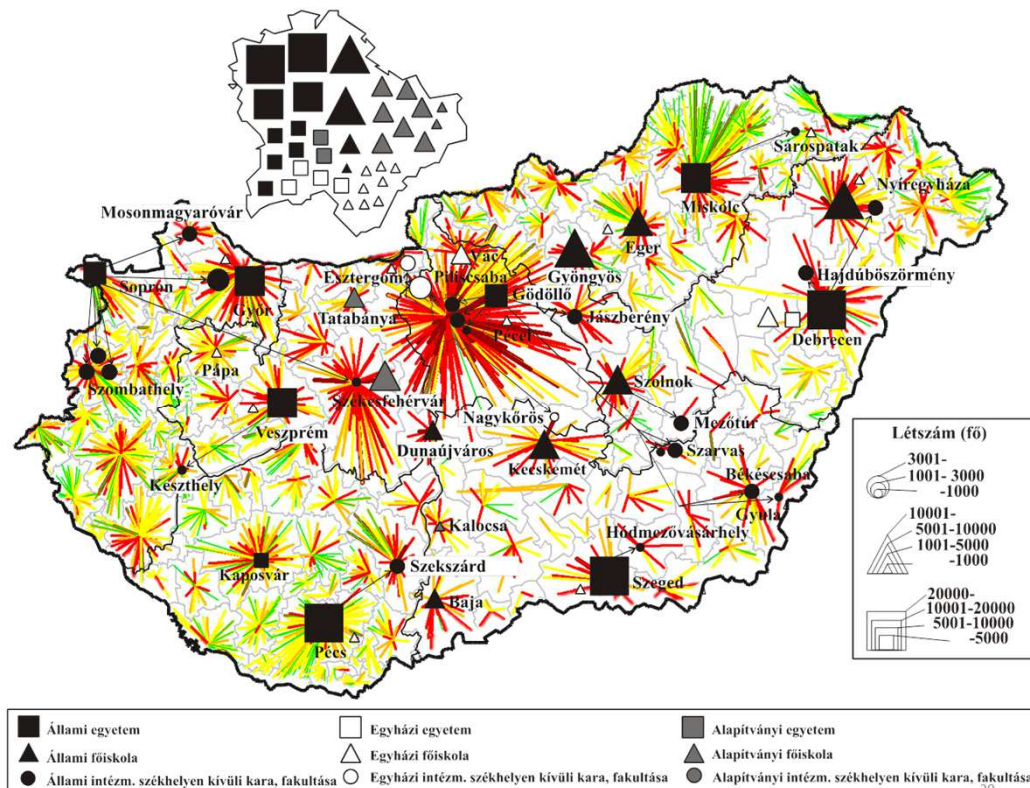 Sárospatak
Mosonmagyaróvár
Nyíregyháza
Miskolc
Eger
Vác
Esztergom
Piliscsaba
Gyöngyös
Sopron
Győr
Tatabánya
Gödöllő
Hajdúböszörmény
Jászberény
Pécel
Debrecen
Pápa
Szombathely
Székesfehérvár
Szolnok
Veszprém
Nagykőrös
Mezőtúr
Dunaújváros
Kecskemét
Szarvas
Keszthely
Békéscsaba
Gyula
Kalocsa
Hódmezővásárhely
Kaposvár
Szekszárd
Szeged
Baja
Pécs
Létszám (fő)
3001-
1001- 3000
-1000
10001-
5001-10000
1001-5000
-1000
20000-
10001-20000
5001-10000
-5000
Állami egyetem
Egyházi egyetem
Alapítványi egyetem
Állami főiskola
Egyházi főiskola
Alapítványi főiskola
Állami intézm. székhelyen kívüli kara, fakultása
Egyházi intézm. székhelyen kívüli kara, fakultása
Alapítványi intézm. székhelyen kívüli kara, fakultása